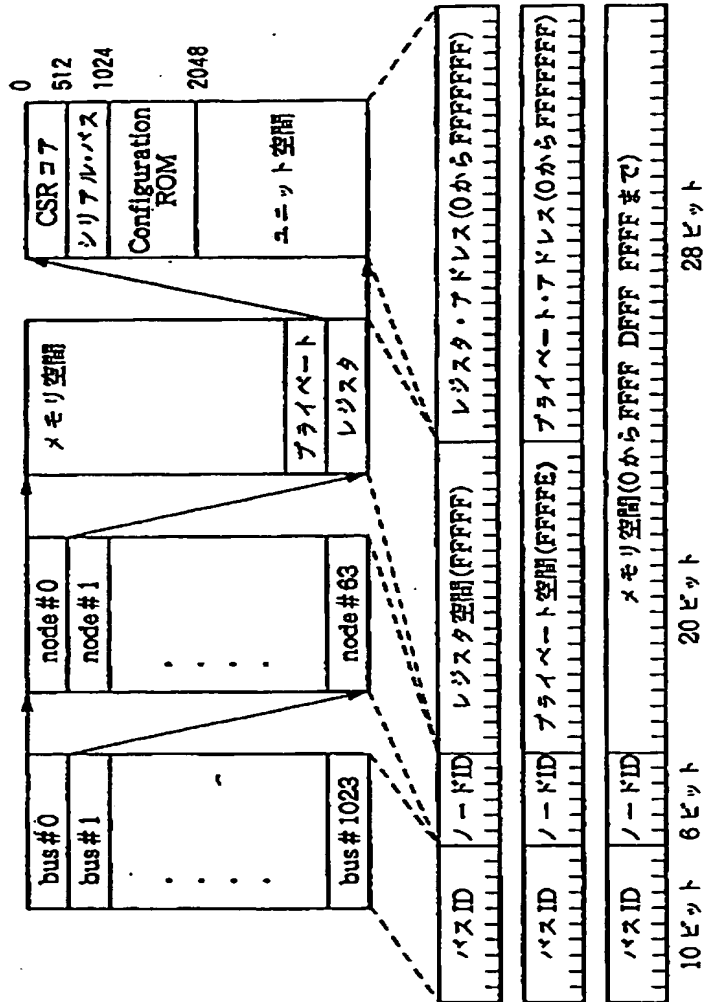 bus#0
bus#1
bus#1023
node#0
node#1
node#63
メモリ空間
プライベート
レジスタ
CSRコア
シリアル・バス
Configuration
ROM
ユニット空間
0
512
1024
2048
バスID
ノードID
レジスタ空間(FFFFF)
レジスタ・アドレス(0からFFFFFFF)
バスID
ノードID
プライベート空間(FFFFE)
プライベート・アドレス(0からFFFFFFF)
バスID
ノードID
メモリ空間(0からFFFF DFFF FFFFまで)
10ビット
6ビット
20ビット
28ビット